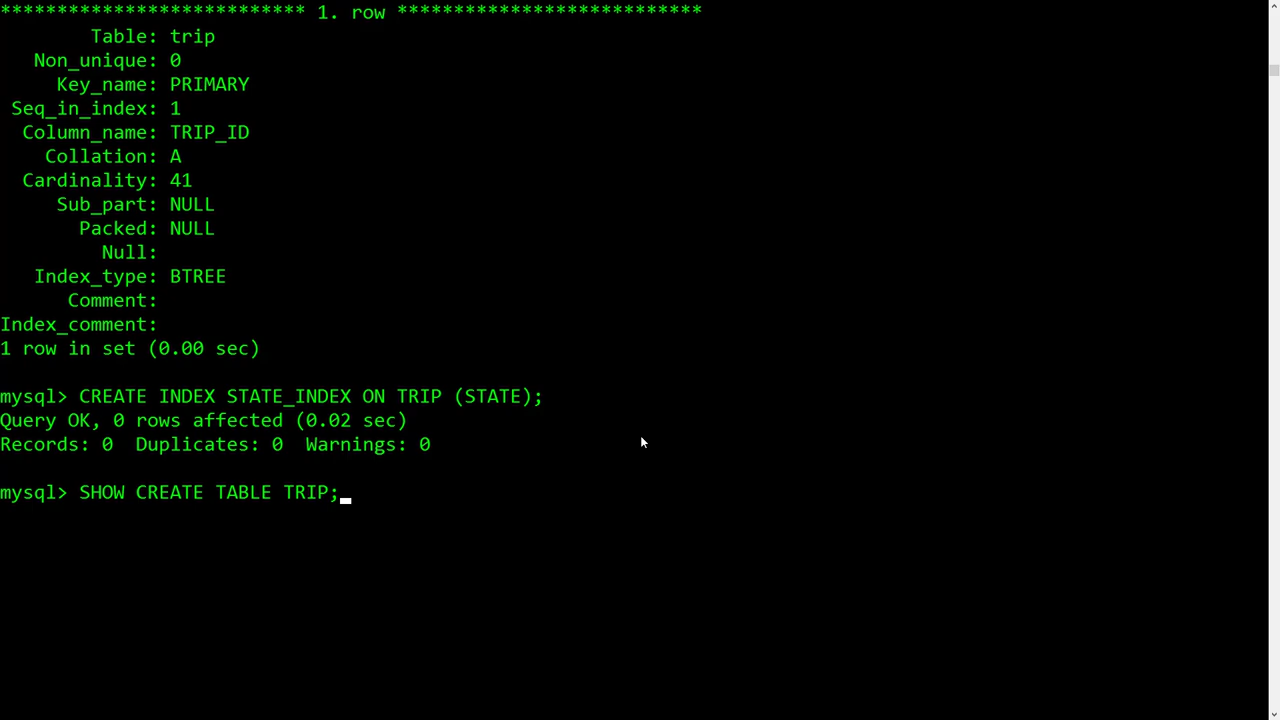 *************************** 1. row ***************************
Table: trip
Non_unique: 0
Key_name: PRIMARY
Seq_in_index: 1
Column_name: TRIP_ID
Collation: A
Cardinality: 41
Sub_part: NULL
Packed: NULL
Null:
Index_type: BTREE
Comment:
Index_comment:
1 row in set (0.00 sec)
mysql> CREATE INDEX STATE_INDEX ON TRIP (STATE);
Query OK, 0 rows affected (0.02 sec)
Records: 0  Duplicates: 0  Warnings: 0
mysql> SHOW CREATE TABLE TRIP;